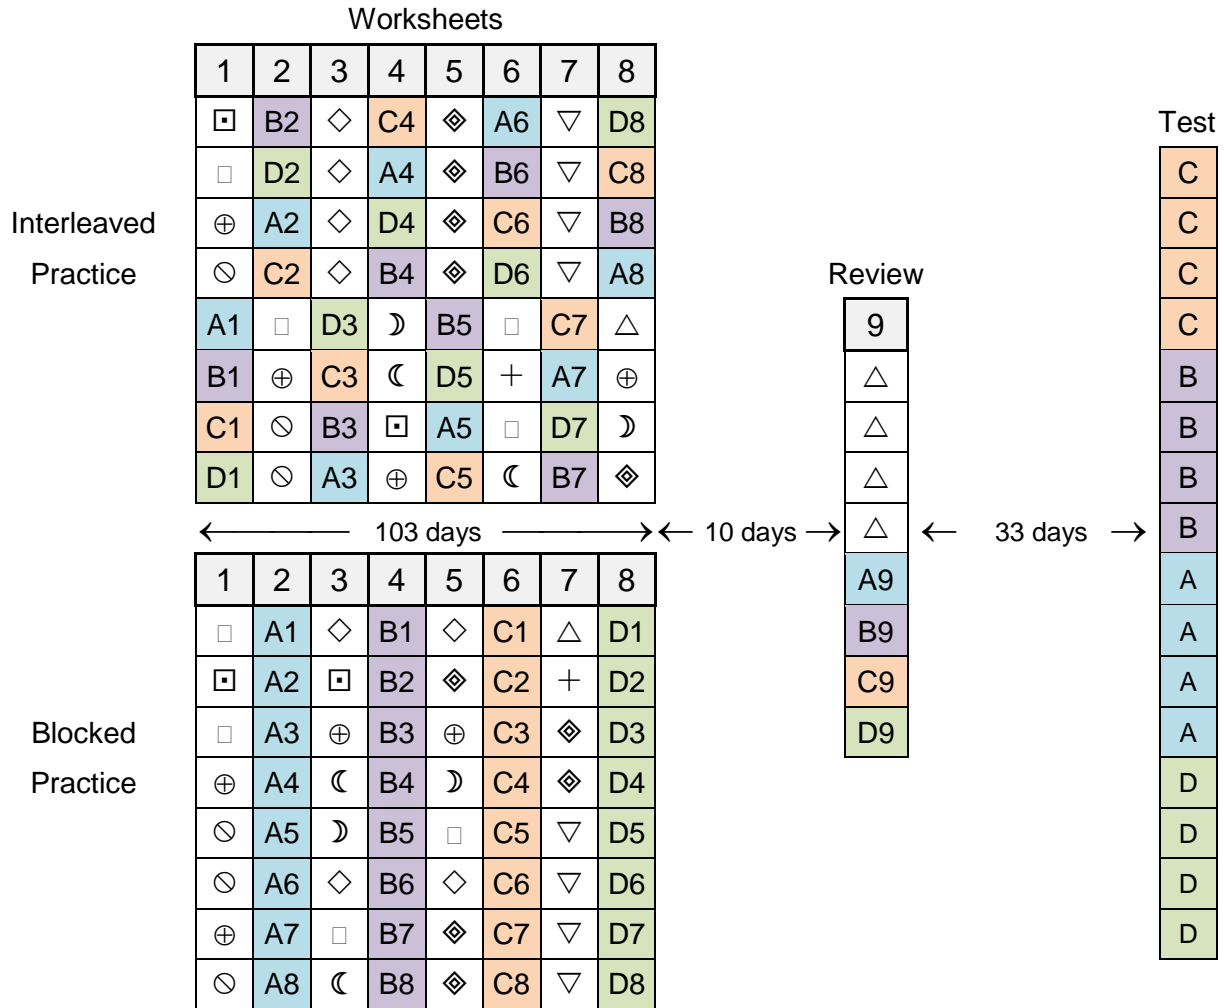 Worksheets
1 2 3 4 5 6 7 8
⊡ B2 ◇ C4 ◈ A6 ▽ D8
□ D2 ◇ A4 ◈ B6 ▽ C8
⊕ A2 ◇ D4 ◈ C6 ▽ B8
⦸ C2 ◇ B4 ◈ D6 ▽ A8
A1 □ D3 ☽ B5 □ C7 △
B1 ⊕ C3 ☾ D5 + A7 ⊕
C1 ⦸ B3 ⊡ A5 □ D7 ☽
D1 ⦸ A3 ⊕ C5 ☾ B7 ◈
Interleaved
Practice
← 103 days → ← 10 days → ← 33 days →
1 2 3 4 5 6 7 8
□ A1 ◇ B1 ◇ C1 △ D1
⊡ A2 ⊡ B2 ◈ C2 + D2
□ A3 ⊕ B3 ⊕ C3 ◈ D3
⊕ A4 ☾ B4 ☽ C4 ◈ D4
⦸ A5 ☽ B5 □ C5 ▽ D5
⦸ A6 ◇ B6 ◇ C6 ▽ D6
⊕ A7 □ B7 ◈ C7 ▽ D7
⦸ A8 ☾ B8 ◈ C8 ▽ D8
Blocked
Practice
Review
9
△
△
△
△
A9
B9
C9
D9
Test
C
C
C
C
B
B
B
B
A
A
A
A
D
D
D
D